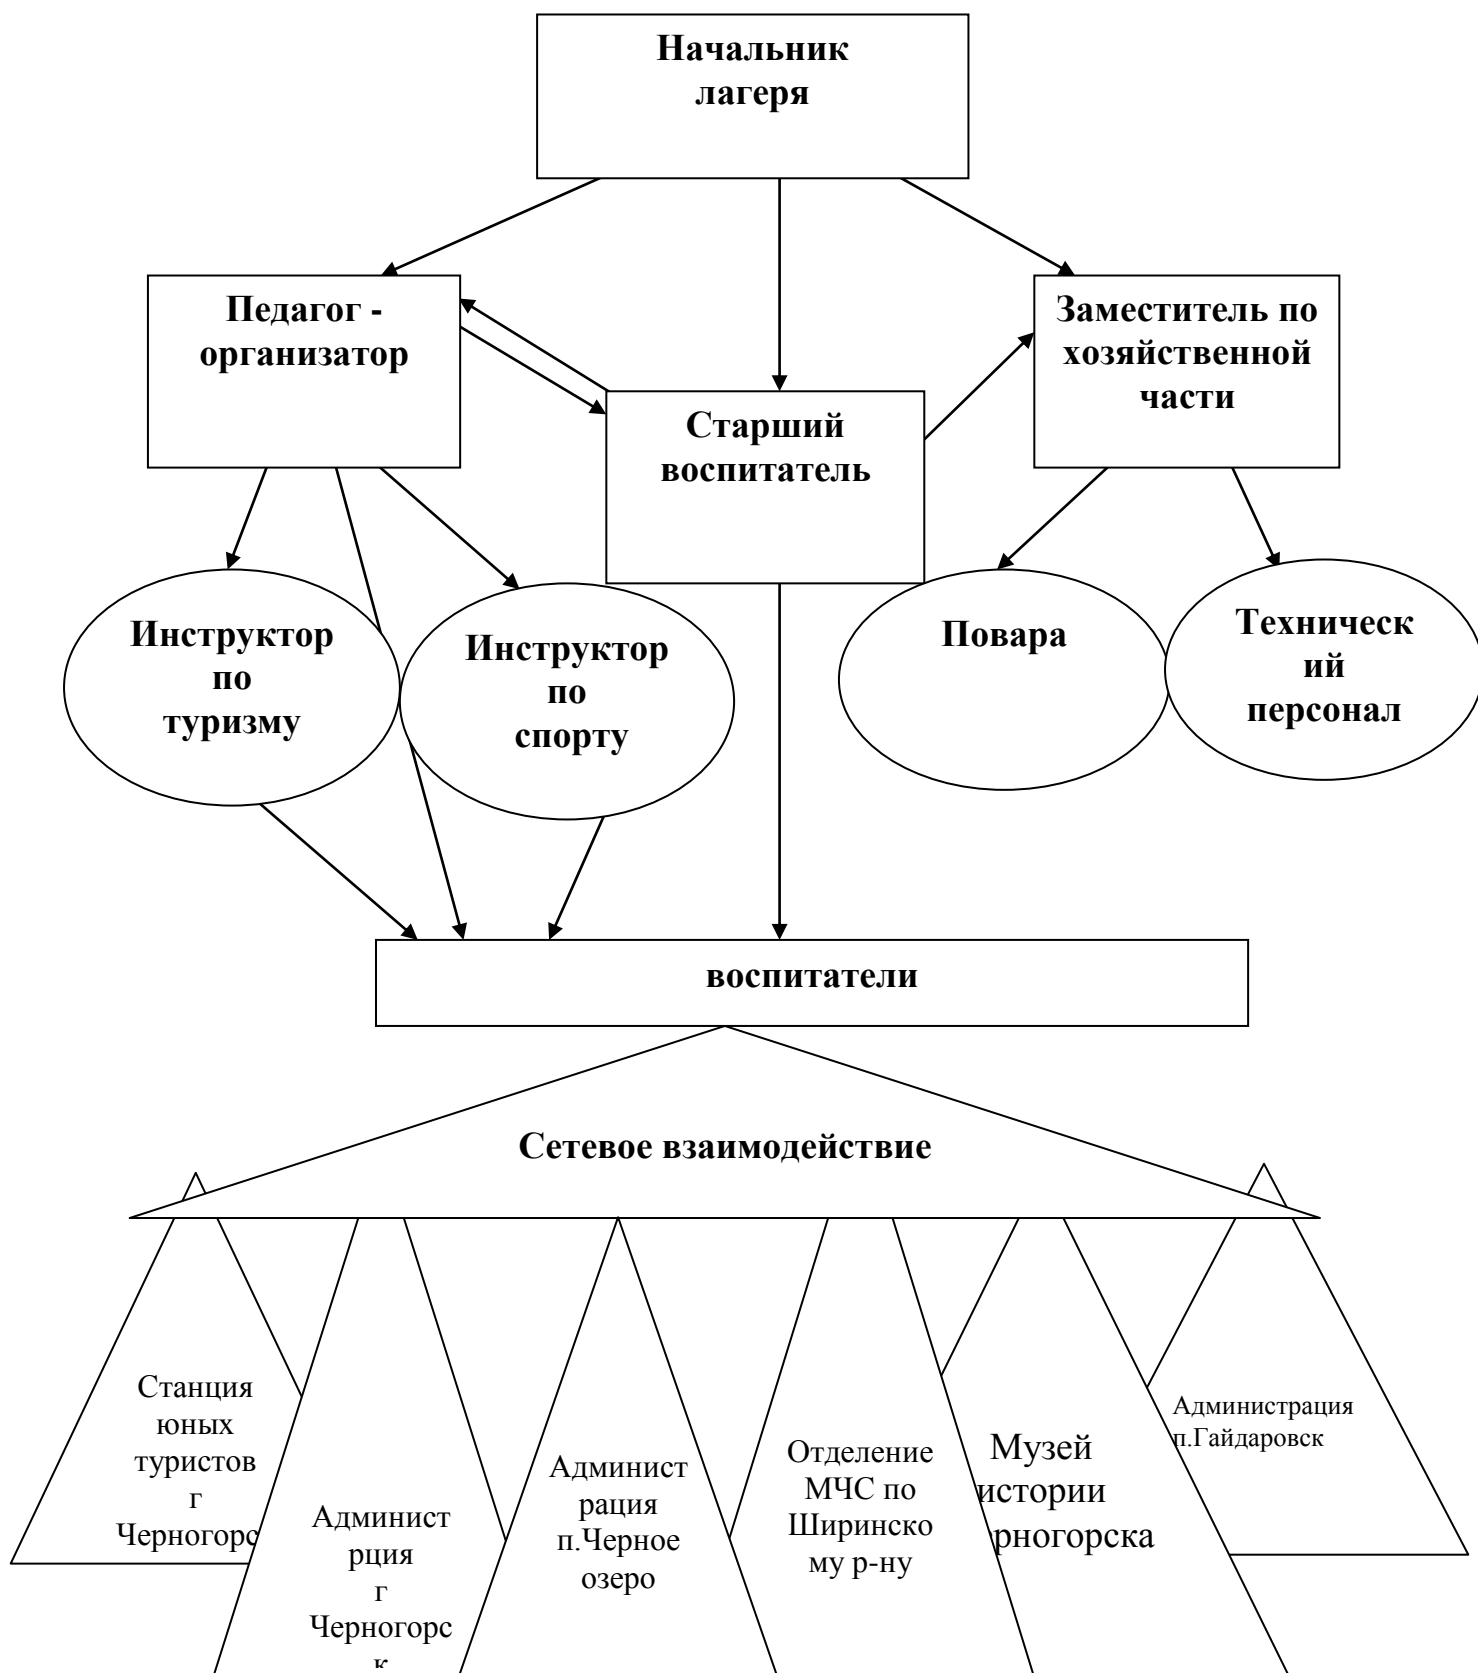 Начальник
лагеря
Педагог -
организатор
Заместитель по
хозяйственной
части
Старший
воспитатель
Инструктор
по
туризму
Инструктор
по
спорту
Повара
Техническ
ий
персонал
воспитатели
Сетевое взаимодействие
Станция
юных
туристов
г
Черногорс
Админист
рция
г
Черногорс
к
Админист
рация
п.Черное
озеро
Отделение
МЧС по
Ширинско
му р-ну
Музей
истории
рногорска
Администрация
п.Гайдаровск